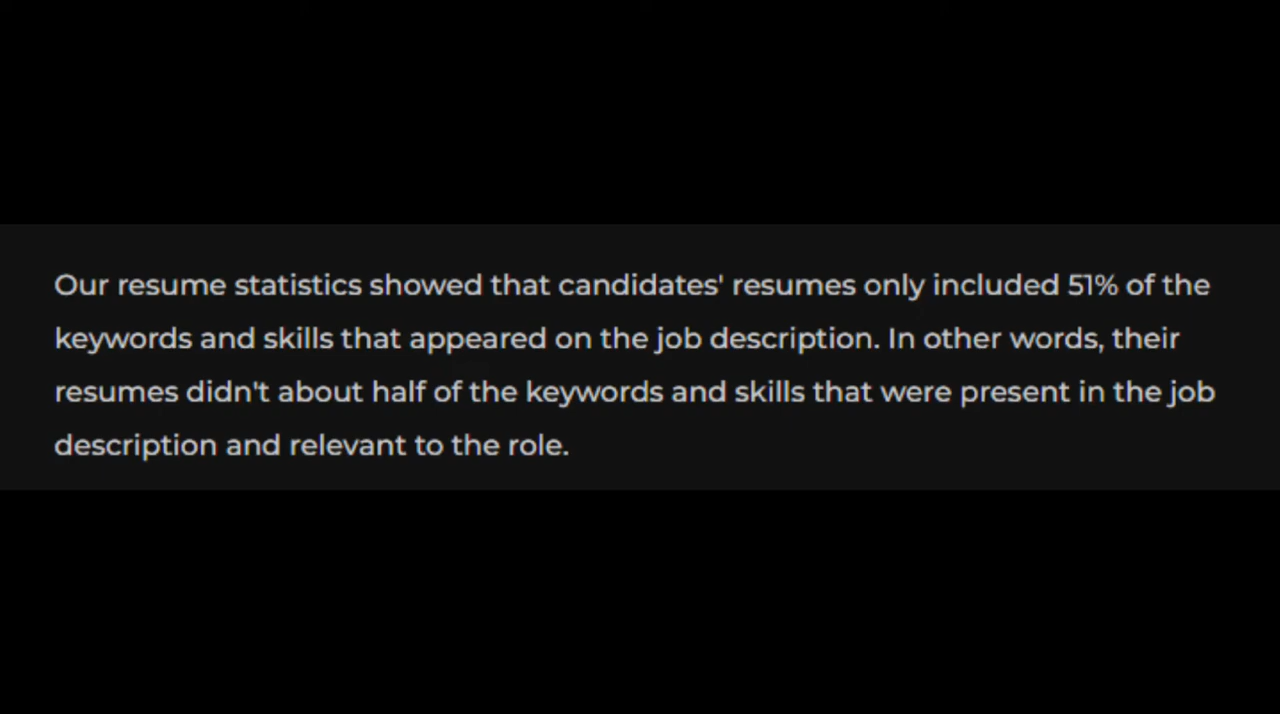 Our resume statistics showed that candidates' resumes only included 51% of the
keywords and skills that appeared on the job description. In other words, their
resumes didn't about half of the keywords and skills that were present in the job
description and relevant to the role.